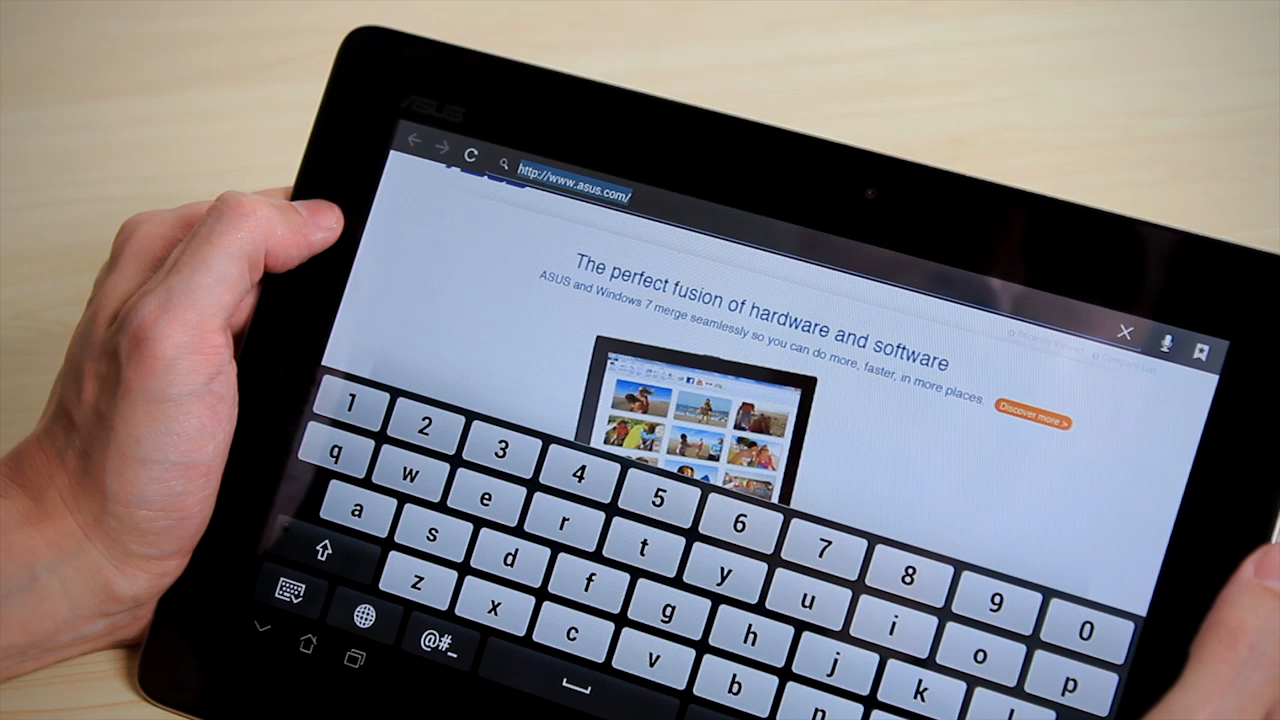 ASUS
http://www.asus.com/
The perfect fusion of hardware and software
ASUS and Windows 7 merge seamlessly so you can do more, faster, in more places.
Discover more >
1 2 3 4 5 6 7 8 9 0
q w e r t y u i o p
a s d f g h j k l
z x c v b n
@#_